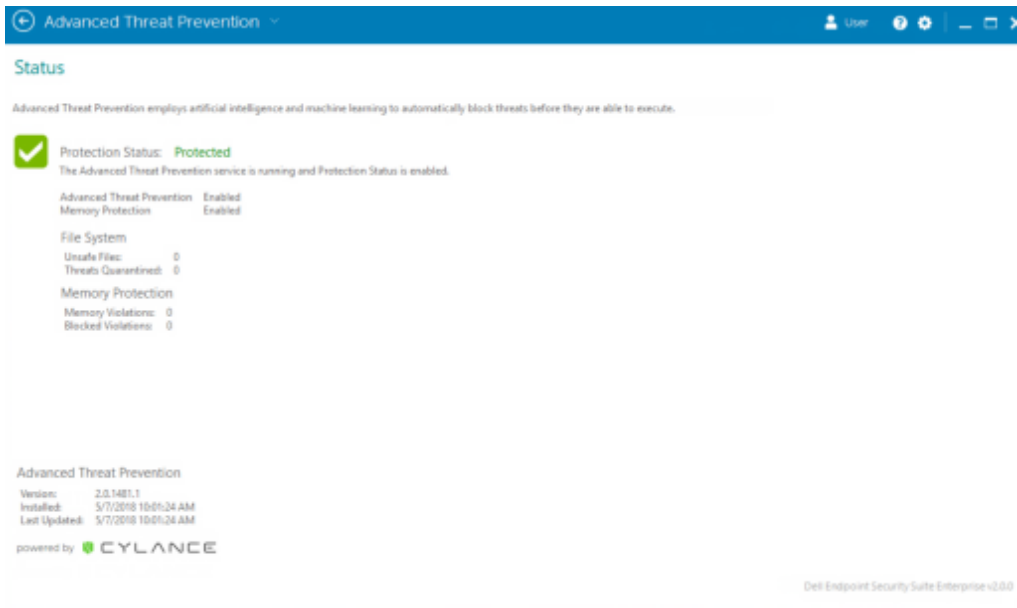 Advanced Threat Prevention
User
Status
Advanced Threat Prevention employs artificial intelligence and machine learning to automatically block threats before they are able to execute.
Protection Status: Protected
The Advanced Threat Prevention service is running and Protection Status is enabled.
Advanced Threat Prevention Enabled
Memory Protection Enabled
File System
Unsafe Files: 0
Threats Quarantined: 0
Memory Protection
Memory Violations: 0
Blocked Violations: 0
Advanced Threat Prevention
Version: 2.0.1481.1
Installed: 5/7/2018 10:01:24 AM
Last Updated: 5/7/2018 10:01:24 AM
powered by CYLANCE
Dell Endpoint Security Suite Enterprise v2.0.0